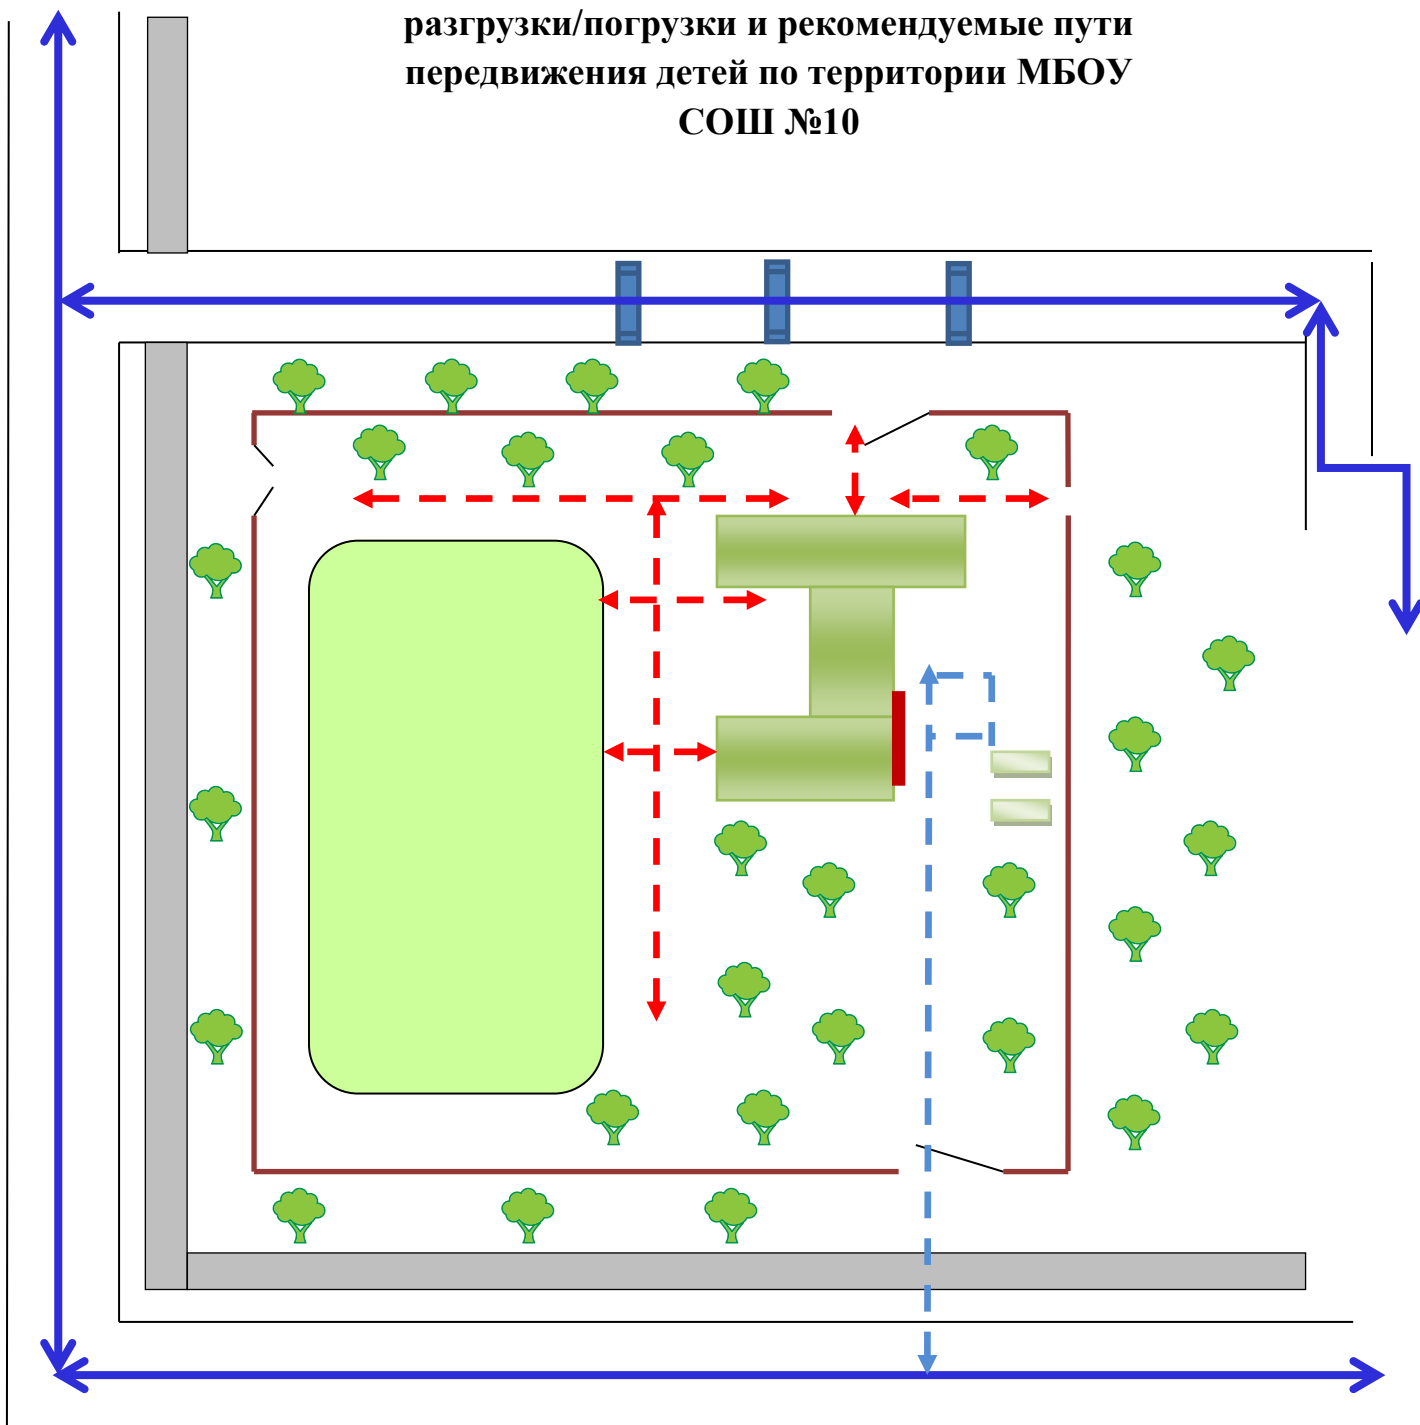 разгрузки/погрузки и рекомендуемые пути
передвижения детей по территории МБОУ
СОШ №10